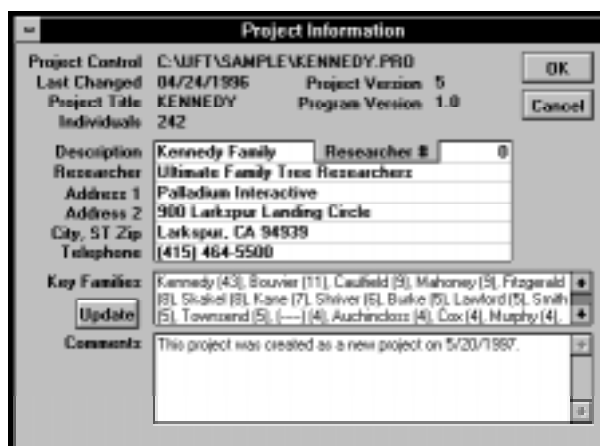 Project Information
Project Control C:\UFT\SAMPLE\KENNEDY.PRO
OK
Last Changed 04/24/1996 Project Version 5
Project Title KENNEDY Program Version 1.0
Cancel
Individuals 242
Description Kennedy Family Researcher # 0
Researcher Ultimate Family Tree Researchers
Address 1 Palladium Interactive
Address 2 900 Larkspur Landing Circle
City, ST Zip Larkspur, CA 94939
Telephone (415) 464-5500
Key Families Kennedy (43), Bouvier (11), Caulfield (9), Mahoney (9), Fitzgerald
(8), Skakel (8), Kane (7), Shriver (6), Burke (5), Lawford (5), Smith
Update (5), Townsend (5), (----) (4), Auchincloss (4), Cox (4), Murphy (4),
Comments This project was created as a new project on 5/20/1997.